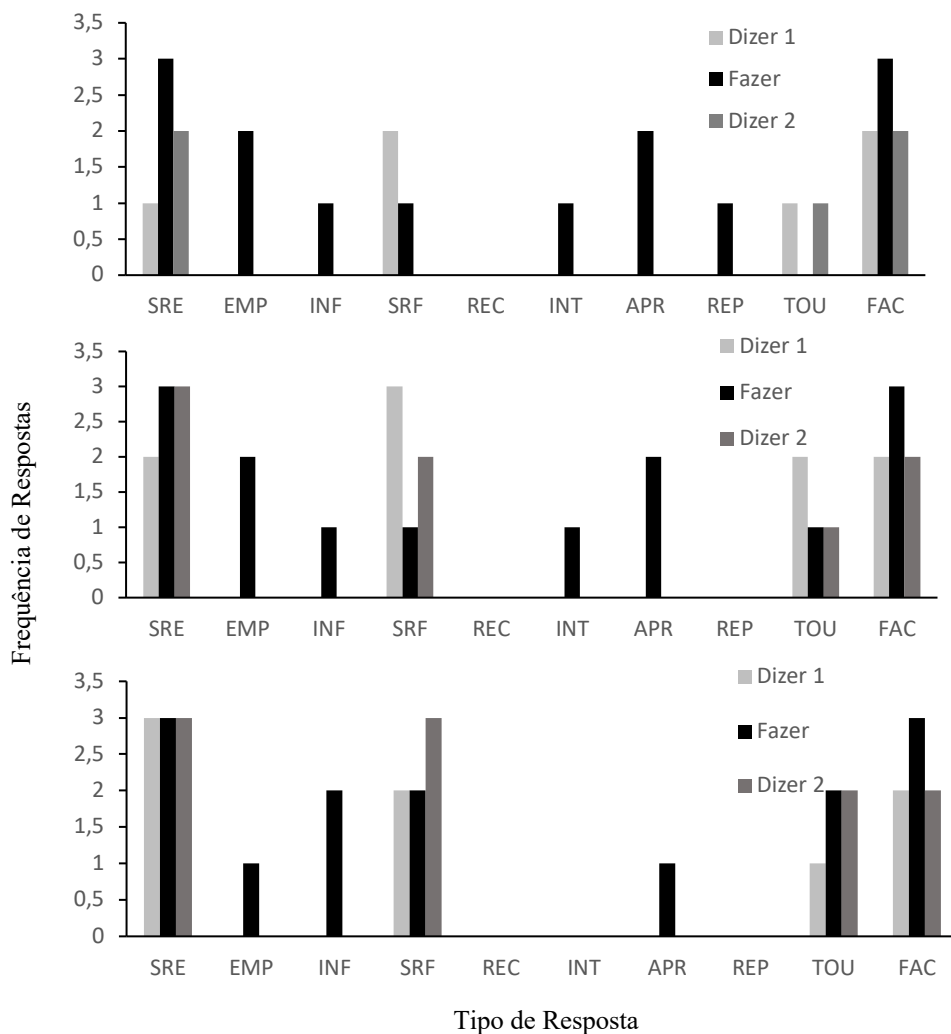 3,5
3
2,5
2
1,5
1
0,5
0
Dizer 1
Fazer
Dizer 2
SRE EMP INF SRF REC INT APR REP TOU FAC
Frequência de Respostas
3,5
3
2,5
2
1,5
1
0,5
0
Dizer 1
Fazer
Dizer 2
SRE EMP INF SRF REC INT APR REP TOU FAC
3,5
3
2,5
2
1,5
1
0,5
0
Dizer 1
Fazer
Dizer 2
SRE EMP INF SRF REC INT APR REP TOU FAC
Tipo de Resposta